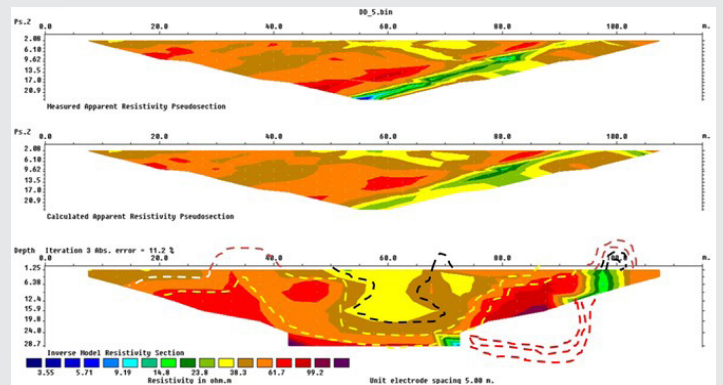 DD_5.bin
Ps.Z 0.0 20.0 40.0 60.0 80.0 100.0 m.
2.08
6.10
9.62
13.5
17.0
20.9
Measured Apparent Resistivity Pseudosection
Ps.Z 0.0 20.0 40.0 60.0 80.0 100.0 m.
2.08
6.10
9.62
13.5
17.0
20.9
Calculated Apparent Resistivity Pseudosection
Depth Iteration 3 Abs. error = 11.2 %
0.0 20.0 40.0 60.0 80.0 m.
1.25
6.38
12.4
15.9
19.8
24.0
28.7
Inverse Model Resistivity Section
3.55 5.71 9.19 14.8 23.8 38.3 61.7 99.2
Resistivity in ohm.m
Unit electrode spacing 5.00 m.